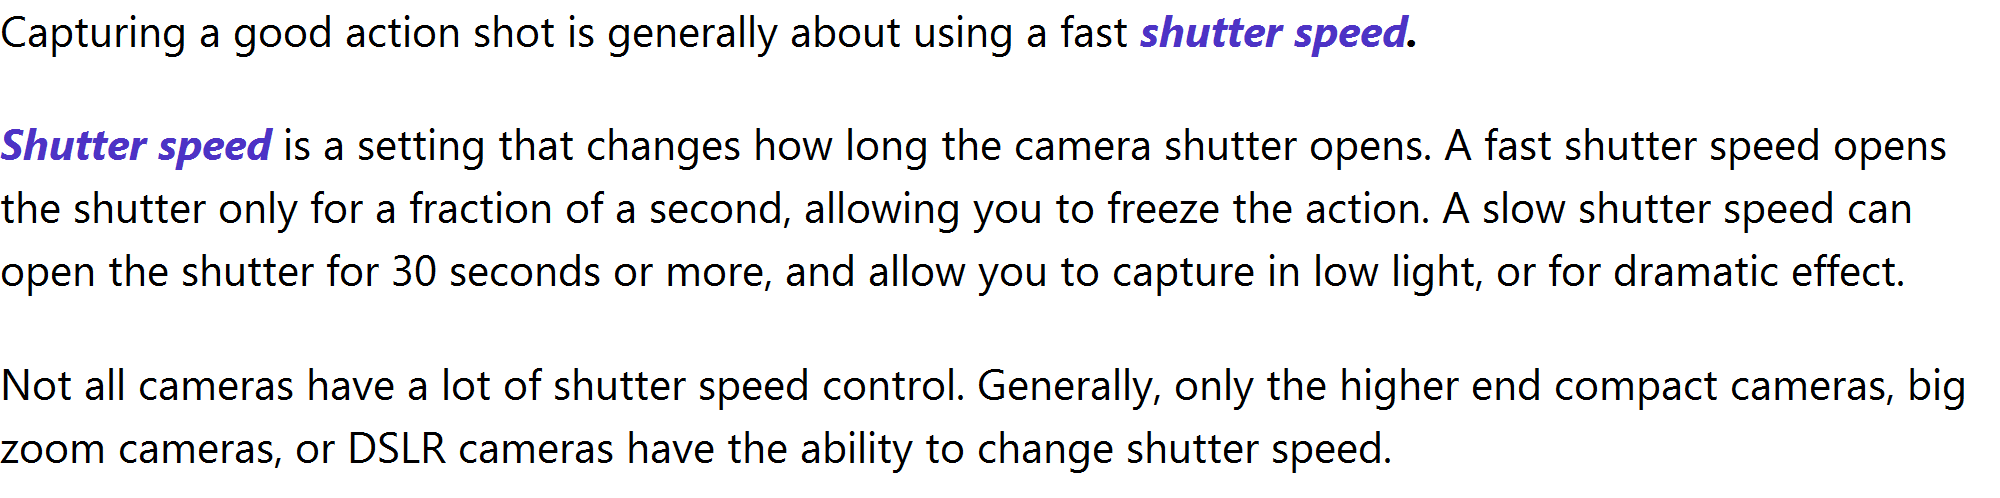 Capturing a good action shot is generally about using a fast shutter speed.
Shutter speed is a setting that changes how long the camera shutter opens. A fast shutter speed opens
the shutter only for a fraction of a second, allowing you to freeze the action. A slow shutter speed can
open the shutter for 30 seconds or more, and allow you to capture in low light, or for dramatic effect.
Not all cameras have a lot of shutter speed control. Generally, only the higher end compact cameras, big
zoom cameras, or DSLR cameras have the ability to change shutter speed.